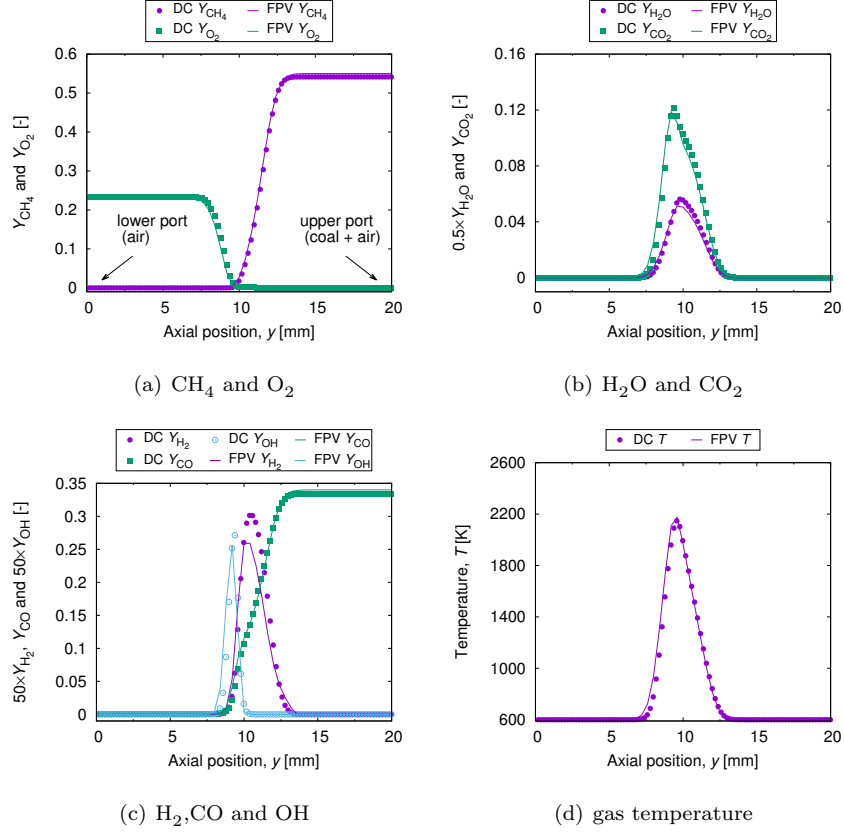 DC Y_CH4 FPV Y_CH4
DC Y_O2 FPV Y_O2
0.6
0.5
0.4
0.3
0.2
0.1
0
Y_CH4 and Y_O2 [-]
lower port
(air)
upper port
(coal + air)
0 5 10 15 20
Axial position, y [mm]
(a) CH4 and O2
DC Y_H2O FPV Y_H2O
DC Y_CO2 FPV Y_CO2
0.16
0.12
0.08
0.04
0
0.5×Y_H2O and Y_CO2 [-]
0 5 10 15 20
Axial position, y [mm]
(b) H2O and CO2
DC Y_H2 DC Y_OH FPV Y_CO
DC Y_CO FPV Y_H2 FPV Y_OH
0.35
0.3
0.25
0.2
0.15
0.1
0.05
0
50×Y_H2, Y_CO and 50×Y_OH [-]
0 5 10 15 20
Axial position, y [mm]
(c) H2,CO and OH
DC T FPV T
2600
2200
1800
1400
1000
600
Temperature, T [K]
0 5 10 15 20
Axial position, y [mm]
(d) gas temperature